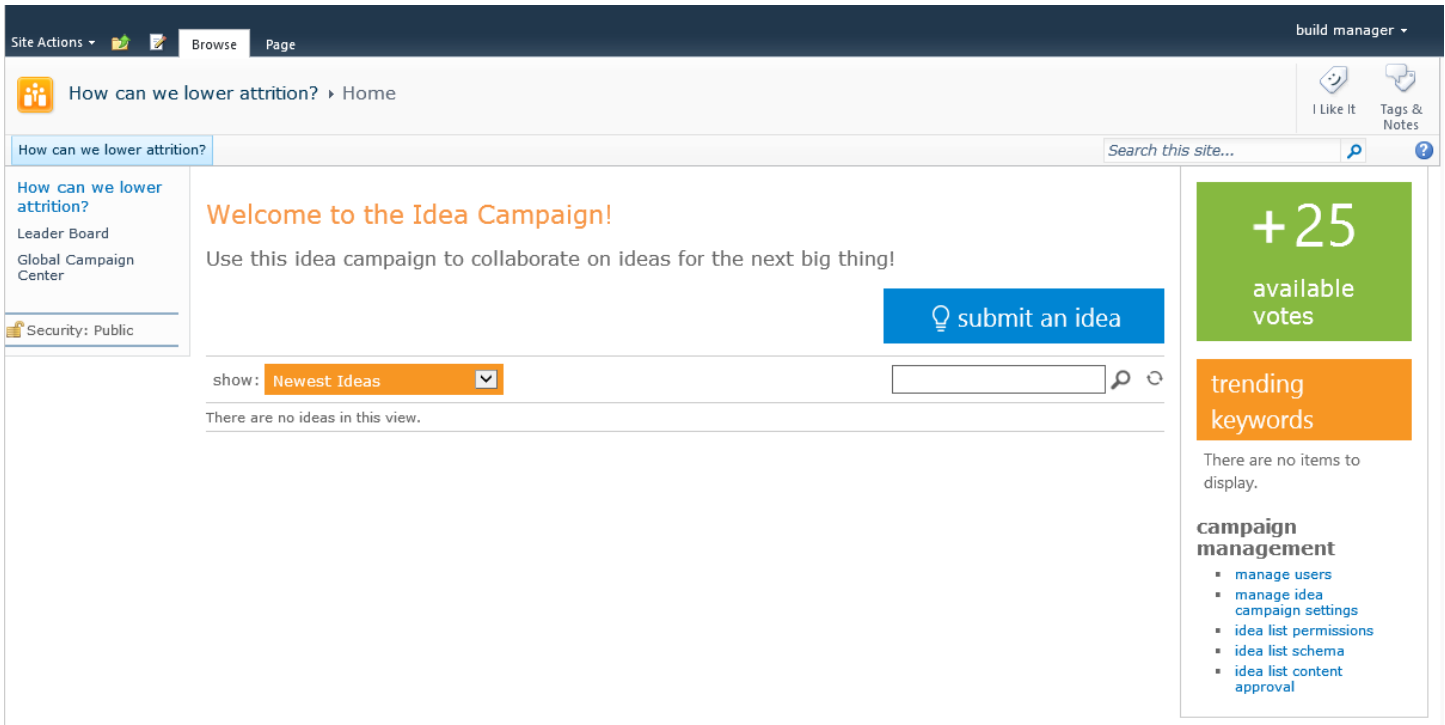 Site Actions
Browse
Page
build manager
How can we lower attrition? ▸ Home
I Like It
Tags &
Notes
How can we lower attrition?
Search this site...
How can we lower
attrition?
Leader Board
Global Campaign
Center
Security: Public
Welcome to the Idea Campaign!
Use this idea campaign to collaborate on ideas for the next big thing!
submit an idea
show: Newest Ideas
There are no ideas in this view.
+25
available
votes
trending
keywords
There are no items to
display.
campaign
management
manage users
manage idea
campaign settings
idea list permissions
idea list schema
idea list content
approval